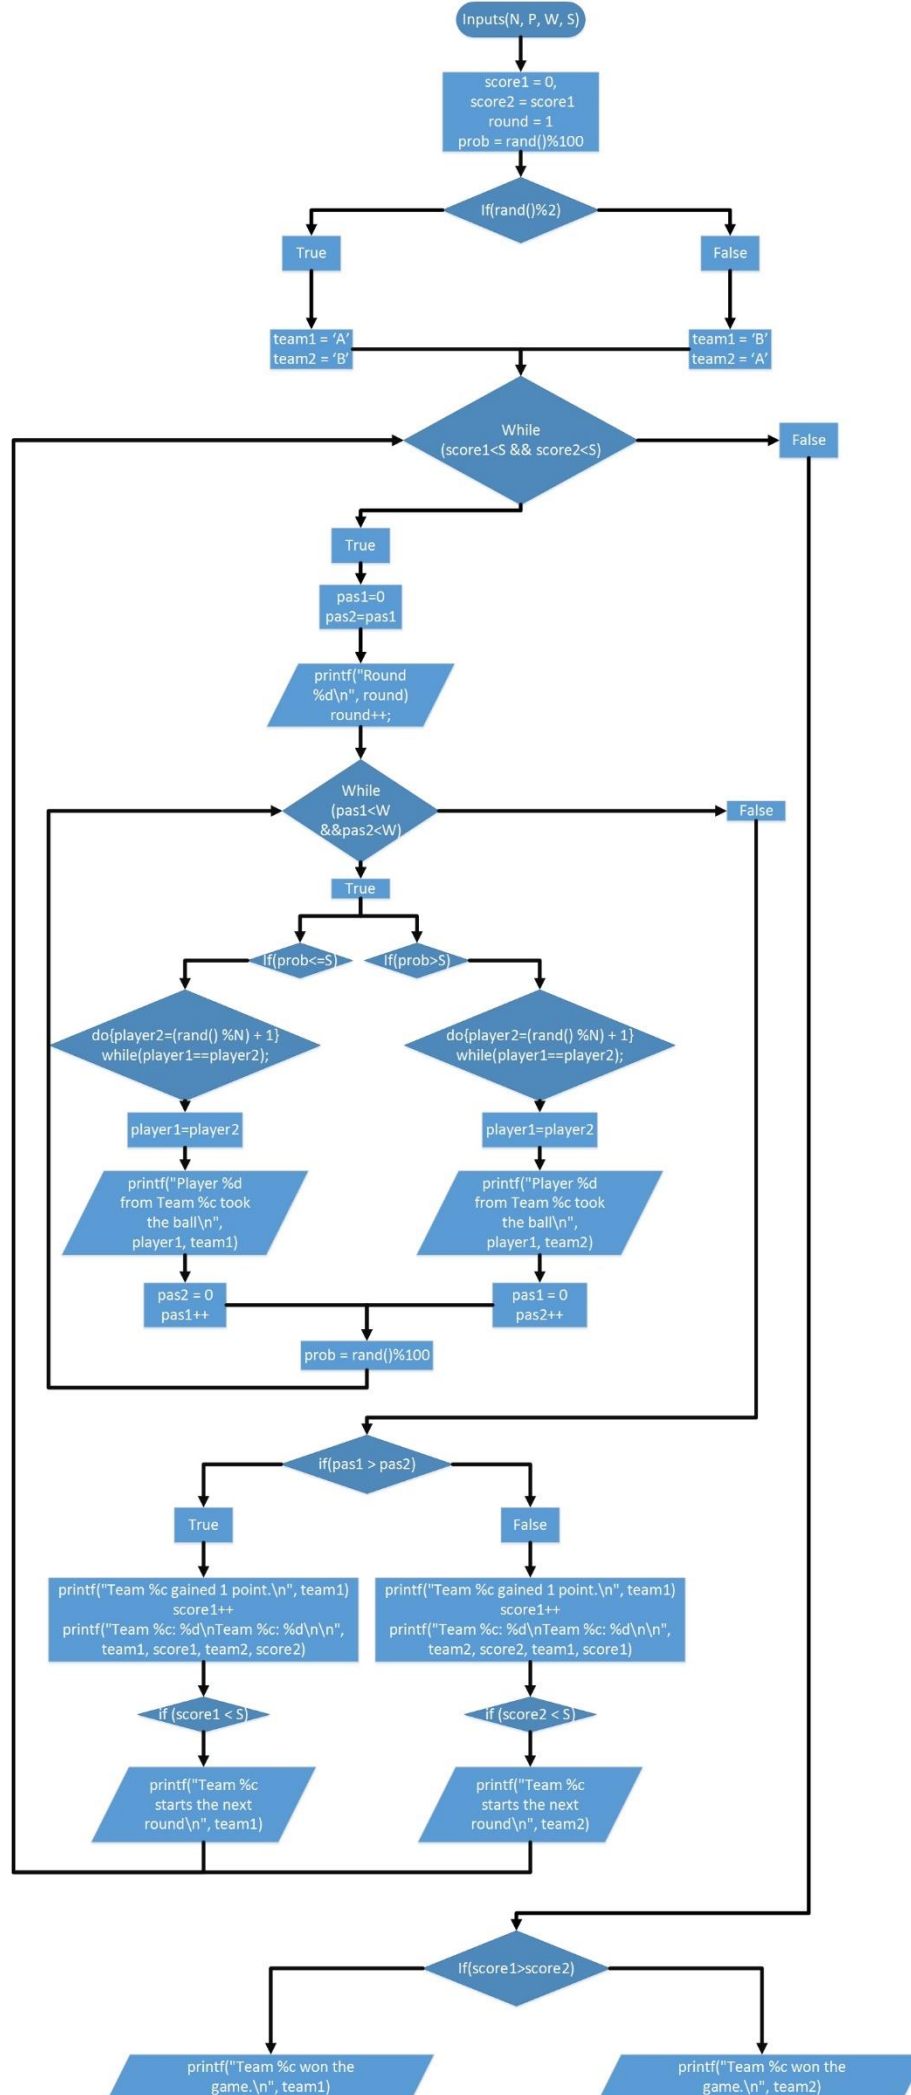 Inputs(N, P, W, S)
score1 = 0,
score2 = score1
round = 1
prob = rand()%100
If(rand()%2)
True
False
team1 = ‘A’
team2 = ‘B’
team1 = ‘B’
team2 = ‘A’
While
(score1<S && score2<S)
False
True
pas1=0
pas2=pas1
printf("Round
%d\n", round)
round++;
While
(pas1<W
&&pas2<W)
False
True
If(prob<=S)
If(prob>S)
do{player2=(rand() %N) + 1}
while(player1==player2);
do{player2=(rand() %N) + 1}
while(player1==player2);
player1=player2
player1=player2
printf("Player %d
from Team %c took
the ball\n",
player1, team1)
printf("Player %d
from Team %c took
the ball\n",
player1, team2)
pas2 = 0
pas1++
pas1 = 0
pas2++
prob = rand()%100
if(pas1 > pas2)
True
False
printf("Team %c gained 1 point.\n", team1)
score1++
printf("Team %c: %d\nTeam %c: %d\n\n",
team1, score1, team2, score2)
printf("Team %c gained 1 point.\n", team1)
score1++
printf("Team %c: %d\nTeam %c: %d\n\n",
team2, score2, team1, score1)
if (score1 < S)
if (score2 < S)
printf("Team %c
starts the next
round\n", team1)
printf("Team %c
starts the next
round\n", team2)
If(score1>score2)
printf("Team %c won the
game.\n", team1)
printf("Team %c won the
game.\n", team2)